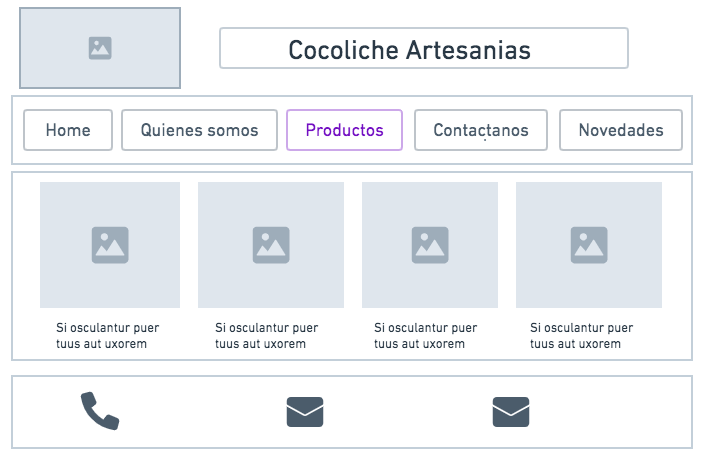 Cocoliche Artesanias
Home
Quienes somos
Productos
Contactanos
Novedades
Si osculantur puer
tuus aut uxorem
Si osculantur puer
tuus aut uxorem
Si osculantur puer
tuus aut uxorem
Si osculantur puer
tuus aut uxorem